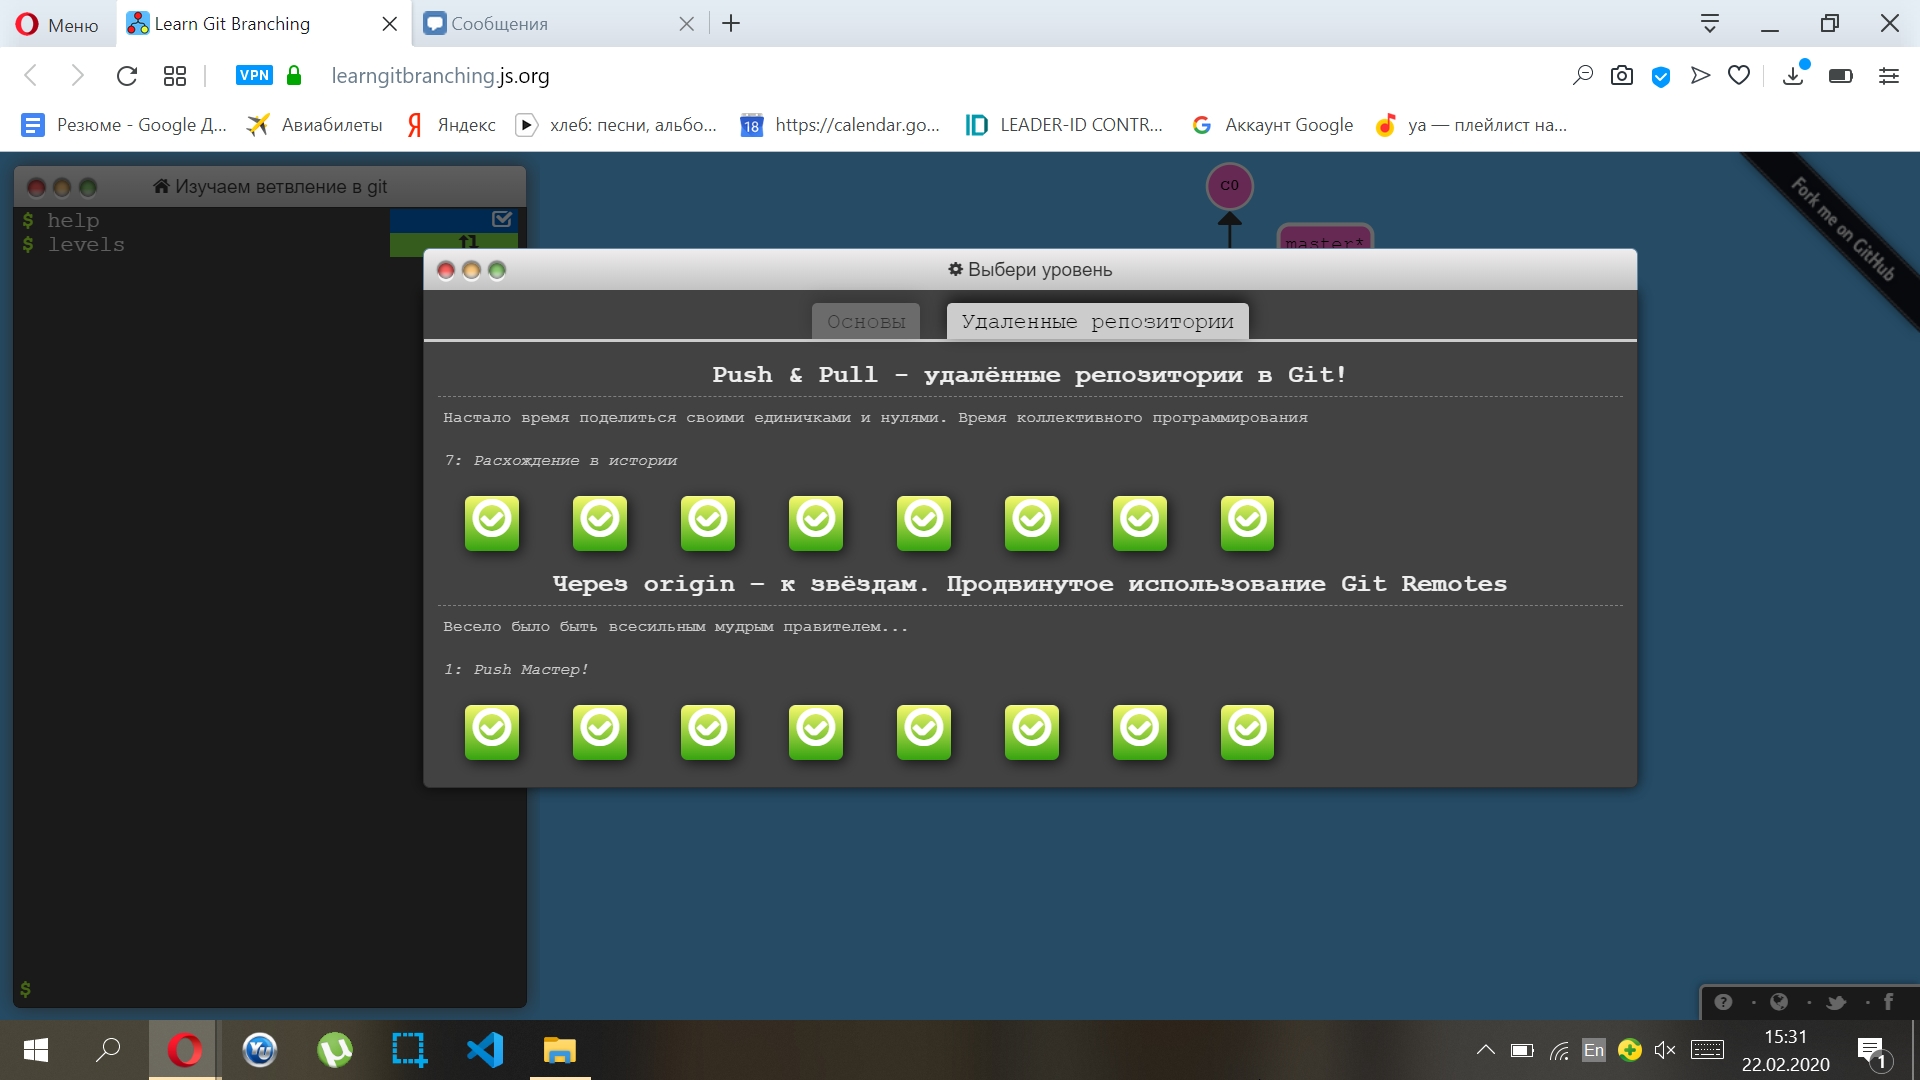 Меню
Learn Git Branching
Сообщения
VPN
learngitbranching.js.org
Резюме - Google Д...
Авиабилеты
Яндекс
хлеб: песни, альбо...
18
https://calendar.go...
LEADER-ID CONTR...
Аккаунт Google
ya — плейлист на...
Изучаем ветвление в git
$ help
$ levels
C0
master*
Fork me on GitHub
Выбери уровень
Основы
Удаленные репозитории
Push & Pull - удалённые репозитории в Git!
Настало время поделиться своими единичками и нулями. Время коллективного программирования
7: Расхождение в истории
Через origin – к звёздам. Продвинутое использование Git Remotes
Весело было быть всесильным мудрым правителем...
1: Push Мастер!
$
En
15:31
22.02.2020
1